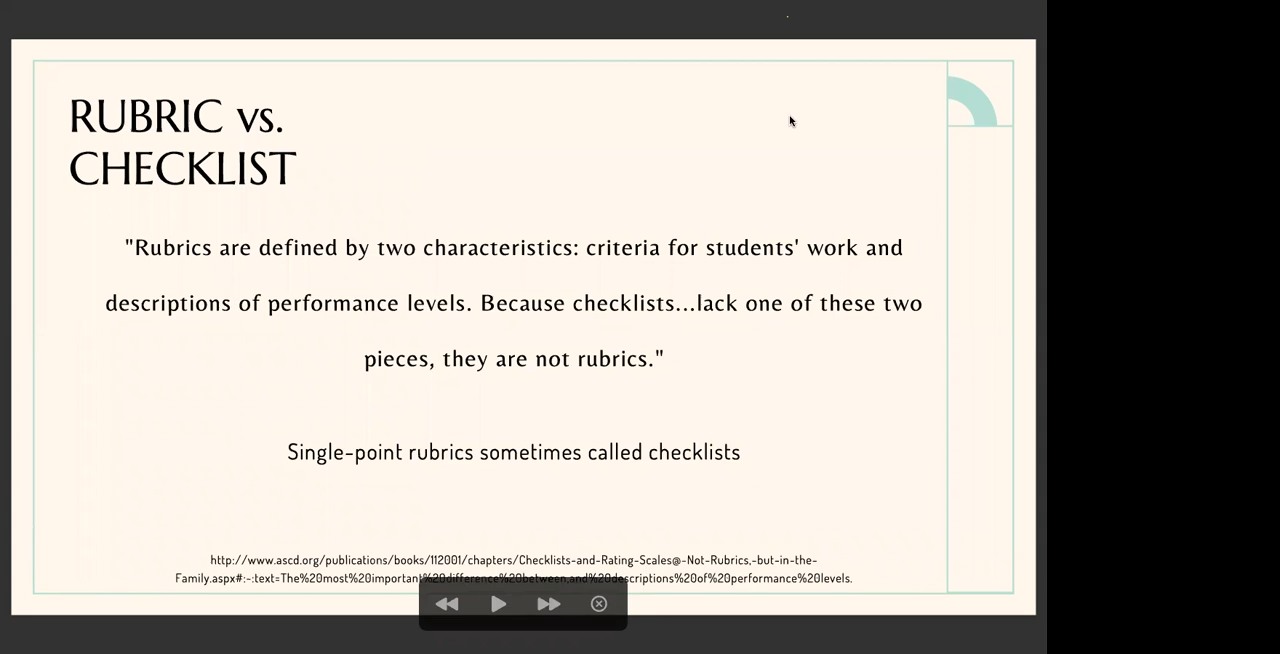 RUBRIC vs.
CHECKLIST
"Rubrics are defined by two characteristics: criteria for students' work and
descriptions of performance levels. Because checklists...lack one of these two
pieces, they are not rubrics."
Single-point rubrics sometimes called checklists
http://www.ascd.org/publications/books/112001/chapters/Checklists-and-Rating-Scales@-Not-Rubrics,-but-in-the-
Family.aspx#:~:text=The%20most%20important%20difference%20between,and%20descriptions%20of%20performance%20levels.